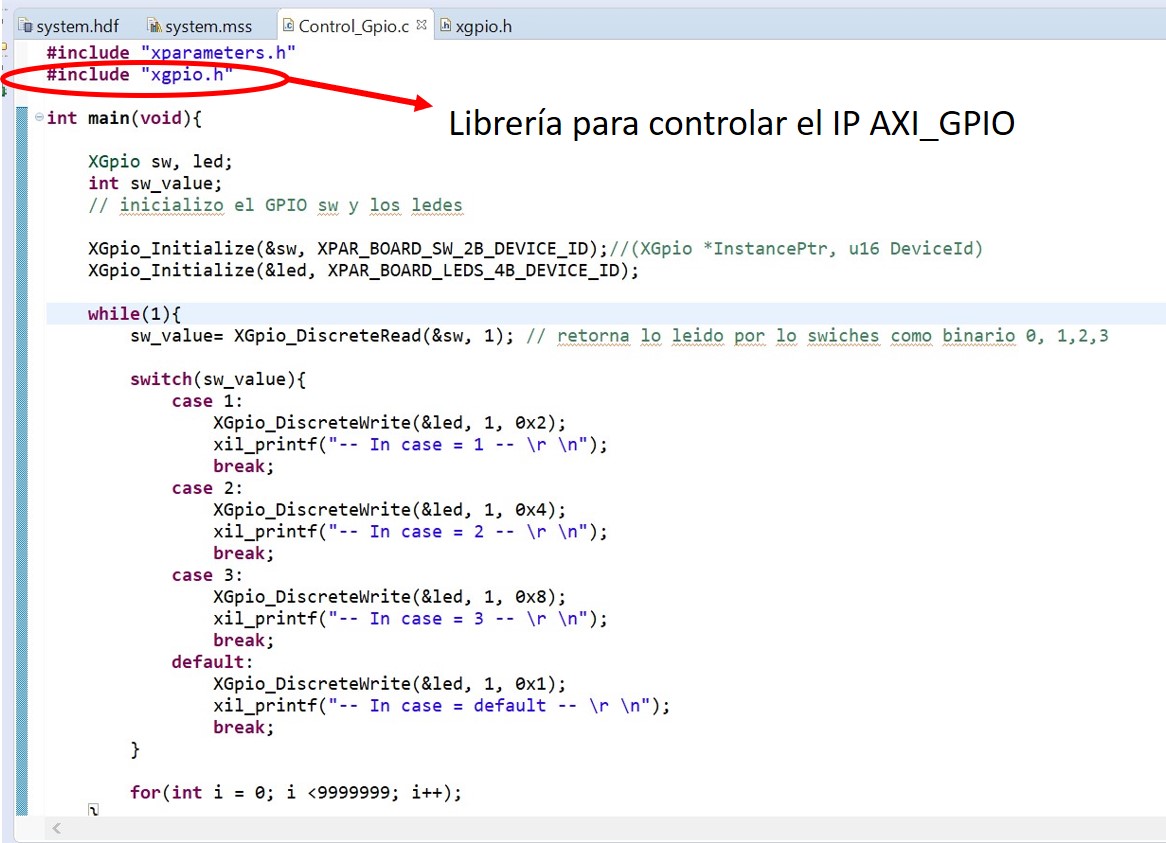 system.hdf system.mss Control_Gpio.c xgpio.h
#include "xparameters.h"
#include "xgpio.h"
Librería para controlar el IP AXI_GPIO
int main(void){
XGpio sw, led;
int sw_value;
// inicializo el GPIO sw y los ledes
XGpio_Initialize(&sw, XPAR_BOARD_SW_2B_DEVICE_ID);//(XGpio *InstancePtr, u16 DeviceId)
XGpio_Initialize(&led, XPAR_BOARD_LEDS_4B_DEVICE_ID);
while(1){
sw_value= XGpio_DiscreteRead(&sw, 1); // retorna lo leido por lo swiches como binario 0, 1,2,3
switch(sw_value){
case 1:
XGpio_DiscreteWrite(&led, 1, 0x2);
xil_printf("-- In case = 1 -- \r \n");
break;
case 2:
XGpio_DiscreteWrite(&led, 1, 0x4);
xil_printf("-- In case = 2 -- \r \n");
break;
case 3:
XGpio_DiscreteWrite(&led, 1, 0x8);
xil_printf("-- In case = 3 -- \r \n");
break;
default:
XGpio_DiscreteWrite(&led, 1, 0x1);
xil_printf("-- In case = default -- \r \n");
break;
}
for(int i = 0; i <9999999; i++);
}